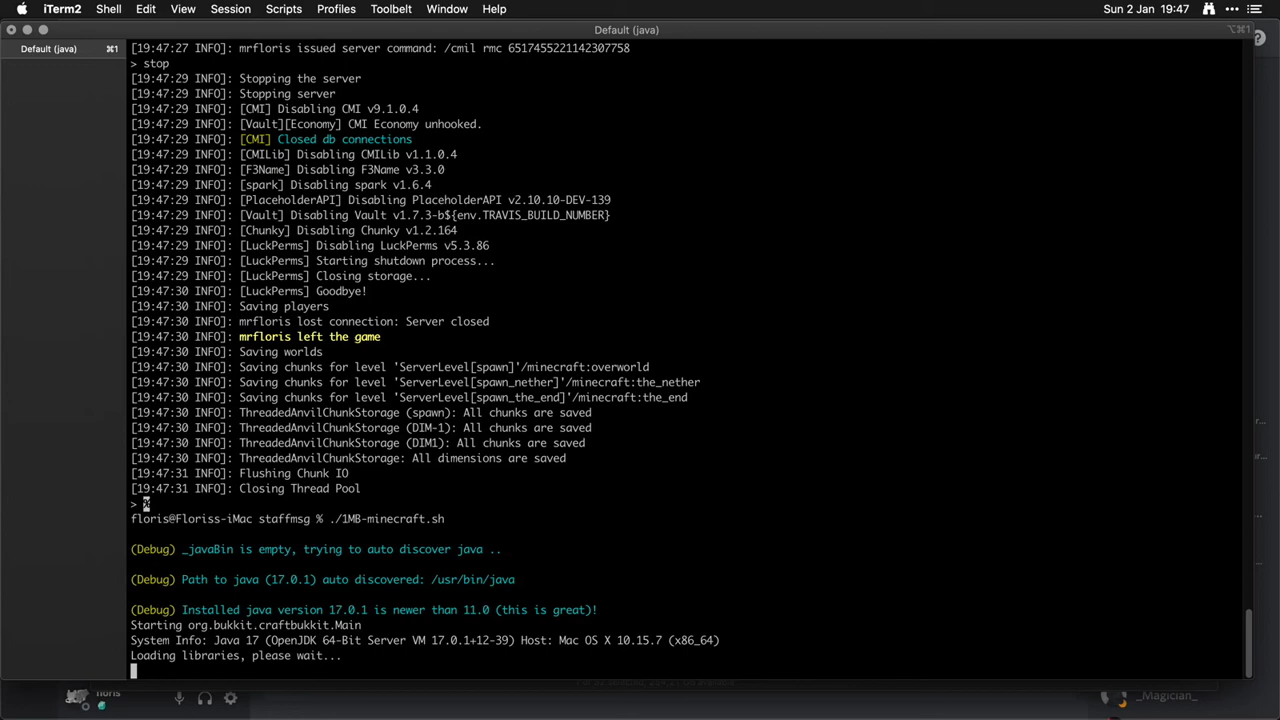 iTerm2 Shell Edit View Session Scripts Profiles Toolbelt Window Help Sun 2 Jan 19:47
Default (java) ⌥⌘1
Default (java) ⌘1
[19:47:27 INFO]: mrfloris issued server command: /cmil rmc 6517455221142307758
> stop
[19:47:29 INFO]: Stopping the server
[19:47:29 INFO]: Stopping server
[19:47:29 INFO]: [CMI] Disabling CMI v9.1.0.4
[19:47:29 INFO]: [Vault][Economy] CMI Economy unhooked.
[19:47:29 INFO]: [CMI] Closed db connections
[19:47:29 INFO]: [CMILib] Disabling CMILib v1.1.0.4
[19:47:29 INFO]: [F3Name] Disabling F3Name v3.3.0
[19:47:29 INFO]: [spark] Disabling spark v1.6.4
[19:47:29 INFO]: [PlaceholderAPI] Disabling PlaceholderAPI v2.10.10-DEV-139
[19:47:29 INFO]: [Vault] Disabling Vault v1.7.3-b${env.TRAVIS_BUILD_NUMBER}
[19:47:29 INFO]: [Chunky] Disabling Chunky v1.2.164
[19:47:29 INFO]: [LuckPerms] Disabling LuckPerms v5.3.86
[19:47:29 INFO]: [LuckPerms] Starting shutdown process...
[19:47:29 INFO]: [LuckPerms] Closing storage...
[19:47:30 INFO]: [LuckPerms] Goodbye!
[19:47:30 INFO]: Saving players
[19:47:30 INFO]: mrfloris lost connection: Server closed
[19:47:30 INFO]: mrfloris left the game
[19:47:30 INFO]: Saving worlds
[19:47:30 INFO]: Saving chunks for level 'ServerLevel[spawn]'/minecraft:overworld
[19:47:30 INFO]: Saving chunks for level 'ServerLevel[spawn_nether]'/minecraft:the_nether
[19:47:30 INFO]: Saving chunks for level 'ServerLevel[spawn_the_end]'/minecraft:the_end
[19:47:30 INFO]: ThreadedAnvilChunkStorage (spawn): All chunks are saved
[19:47:30 INFO]: ThreadedAnvilChunkStorage (DIM-1): All chunks are saved
[19:47:30 INFO]: ThreadedAnvilChunkStorage (DIM1): All chunks are saved
[19:47:30 INFO]: ThreadedAnvilChunkStorage: All dimensions are saved
[19:47:31 INFO]: Flushing Chunk IO
[19:47:31 INFO]: Closing Thread Pool
>
floris@Floriss-iMac staffmsg % ./1MB-minecraft.sh
(Debug) _javaBin is empty, trying to auto discover java ..
(Debug) Path to java (17.0.1) auto discovered: /usr/bin/java
(Debug) Installed java version 17.0.1 is newer than 11.0 (this is great)!
Starting org.bukkit.craftbukkit.Main
System Info: Java 17 (OpenJDK 64-Bit Server VM 17.0.1+12-39) Host: Mac OS X 10.15.7 (x86_64)
Loading libraries, please wait...
floris
_Magician_